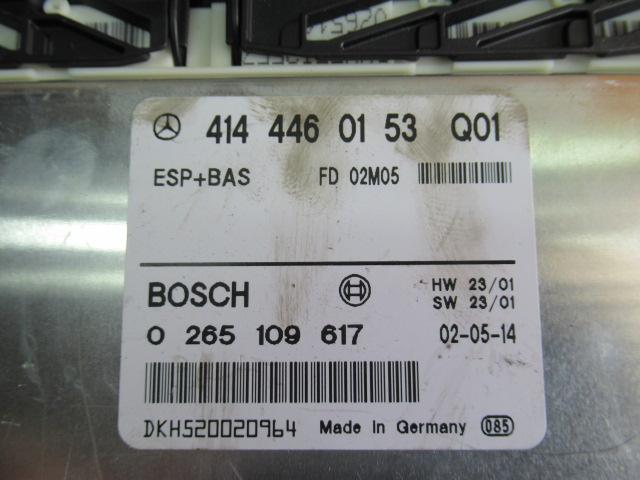 414 446 01 53 Q01
ESP+BAS FD 02M05
BOSCH HW 23/01
SW 23/01
0 265 109 617 02-05-14
DKHS20020964 Made In Germany 085